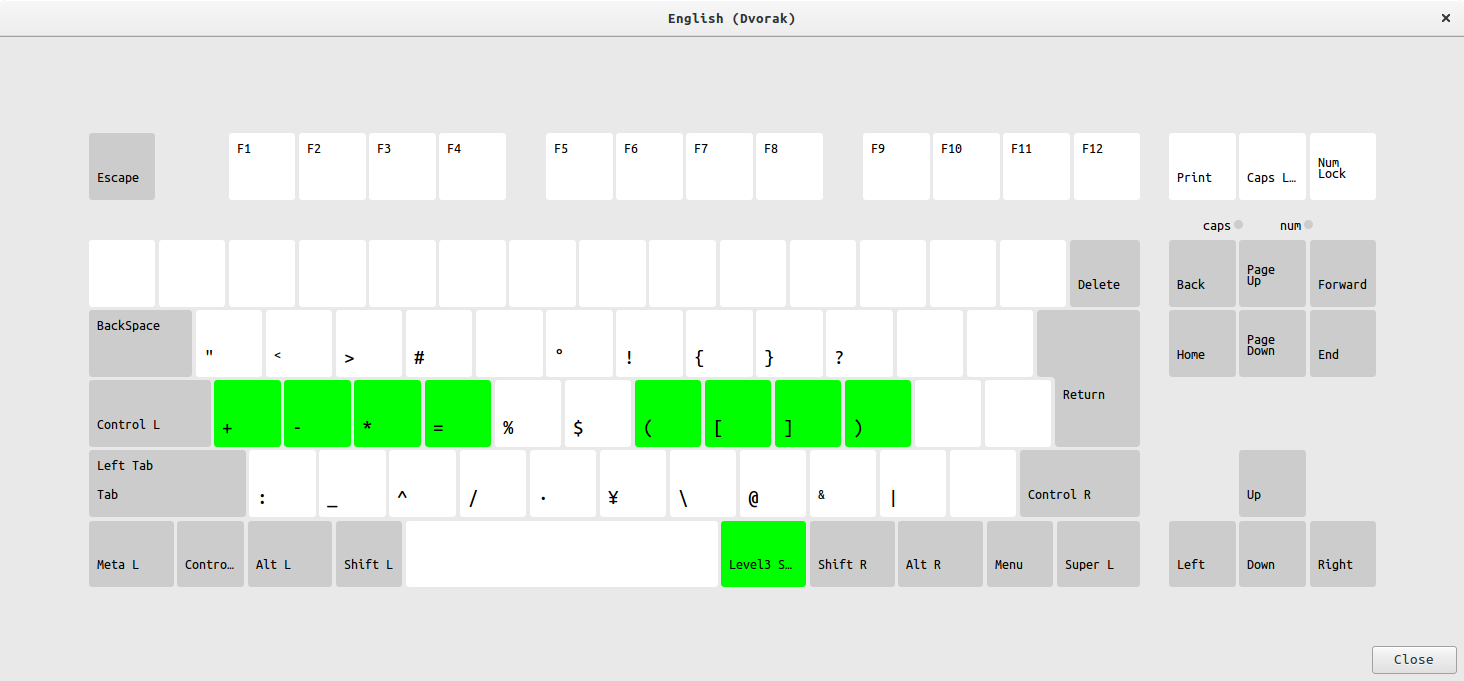 English (Dvorak) ×
Escape F1 F2 F3 F4 F5 F6 F7 F8 F9 F10 F11 F12 Print Caps L… Num
Lock
caps num
Delete Back Page
Up Forward
BackSpace " < > # ° ! { } ? Return Home Page
Down End
Control L + - * = % $ ( [ ] )
Left Tab
Tab : _ ^ / · ¥ \ @ & | Control R Up
Meta L Contro… Alt L Shift L Level3 S… Shift R Alt R Menu Super L Left Down Right
Close